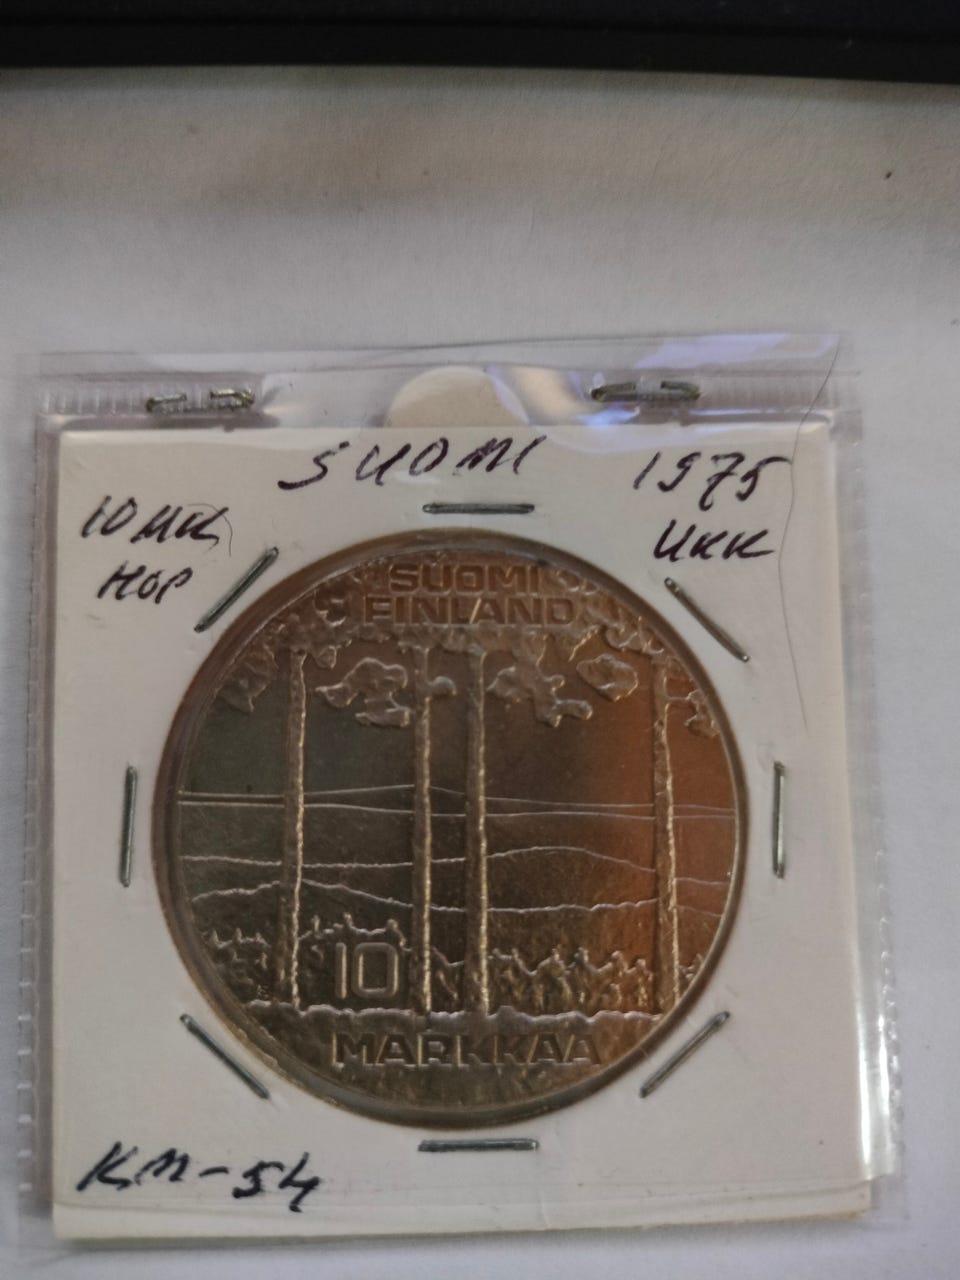 SUOMI
1975
10 MK
UKK
HOP
SUOMI
FINLAND
10
MARKKAA
KM-54